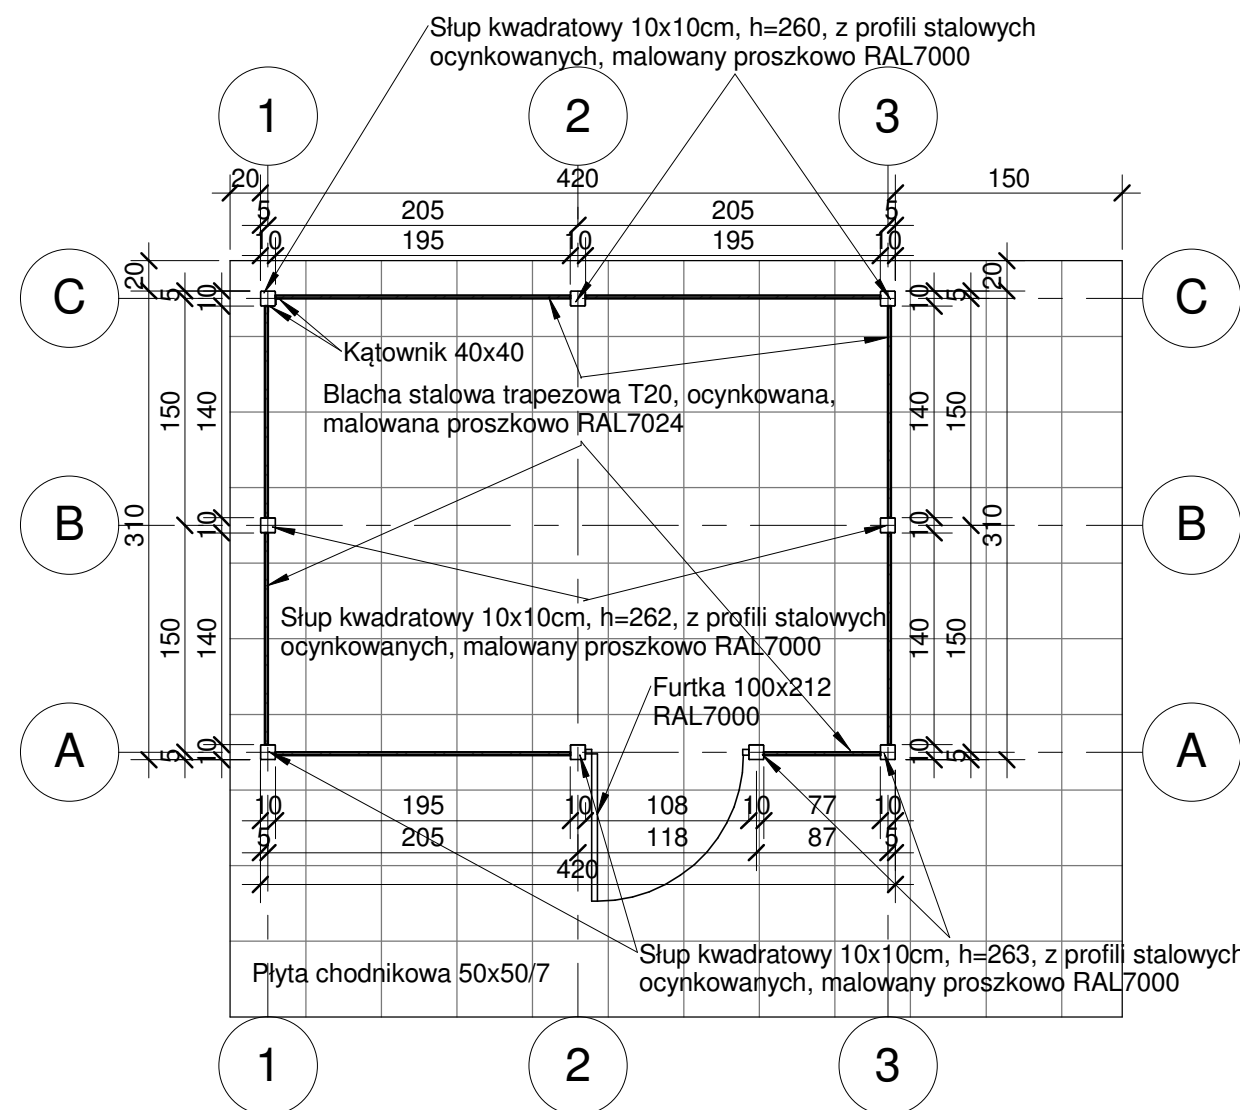 Słup kwadratowy 10x10cm, h=260, z profili stalowych
ocynkowanych, malowany proszkowo RAL7000
1 2 3
20 420 150
5 205 205 5
10 195 10 195 10
20 20
C 5 10 10 5 C
Kątownik 40x40
Blacha stalowa trapezowa T20, ocynkowana,
malowana proszkowo RAL7024
150 140 140 150
B 310 10 10 310 B
Słup kwadratowy 10x10cm, h=262, z profili stalowych
ocynkowanych, malowany proszkowo RAL7000
150 140 140 150
Furtka 100x212
RAL7000
A 5 10 10 5 A
10 195 10 108 10 77 10
5 205 118 87 5
420
Słup kwadratowy 10x10cm, h=263, z profili stalowych
ocynkowanych, malowany proszkowo RAL7000
Płyta chodnikowa 50x50/7
1 2 3